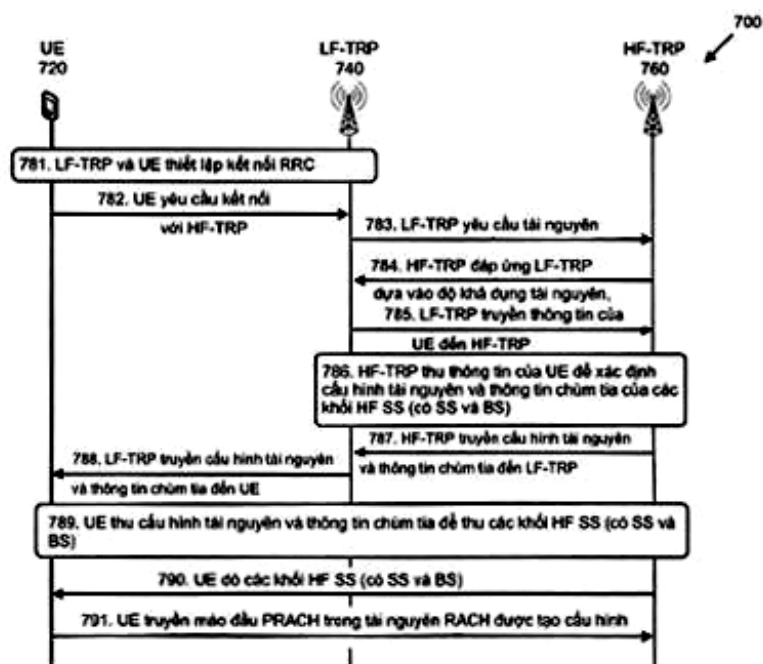 700
UE
720
LF-TRP
740
HF-TRP
760
781. LF-TRP và UE thiết lập kết nối RRC
782. UE yêu cầu kết nối
với HF-TRP
783. LF-TRP yêu cầu tài nguyên
784. HF-TRP đáp ứng LF-TRP
dựa vào độ khả dụng tài nguyên,
785. LF-TRP truyền thông tin của
UE đến HF-TRP
786. HF-TRP thu thông tin của UE để xác định
cấu hình tài nguyên và thông tin chùm tia của các
khối HF SS (có SS và BS)
787. HF-TRP truyền cấu hình tài nguyên
và thông tin chùm tia đến LF-TRP
788. LF-TRP truyền cấu hình tài nguyên
và thông tin chùm tia đến UE
789. UE thu cấu hình tài nguyên và thông tin chùm tia để thu các khối HF SS (có SS và
BS)
790. UE dò các khối HF SS (có SS và BS)
791. UE truyền mào đầu PRACH trong tài nguyên RACH được tạo cấu hình